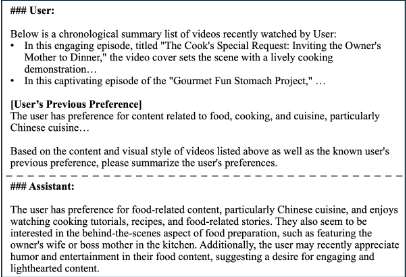 ### User:
Below is a chronological summary list of videos recently watched by User:
• In this engaging episode, titled "The Cook's Special Request: Inviting the Owner's
Mother to Dinner," the video cover sets the scene with a lively cooking
demonstration…
• In this captivating episode of the "Gourmet Fun Stomach Project," …
[User's Previous Preference]
The user has preference for content related to food, cooking, and cuisine, particularly
Chinese cuisine…
Based on the content and visual style of videos listed above as well as the known user's
previous preference, please summarize the user's preferences.
### Assistant:
The user has preference for food-related content, particularly Chinese cuisine, and enjoys
watching cooking tutorials, recipes, and food-related stories. They also seem to be
interested in the behind-the-scenes aspect of food preparation, such as featuring the
owner's wife or boss mother in the kitchen. Additionally, the user may recently appreciate
humor and entertainment in their food content, suggesting a desire for engaging and
lighthearted content.